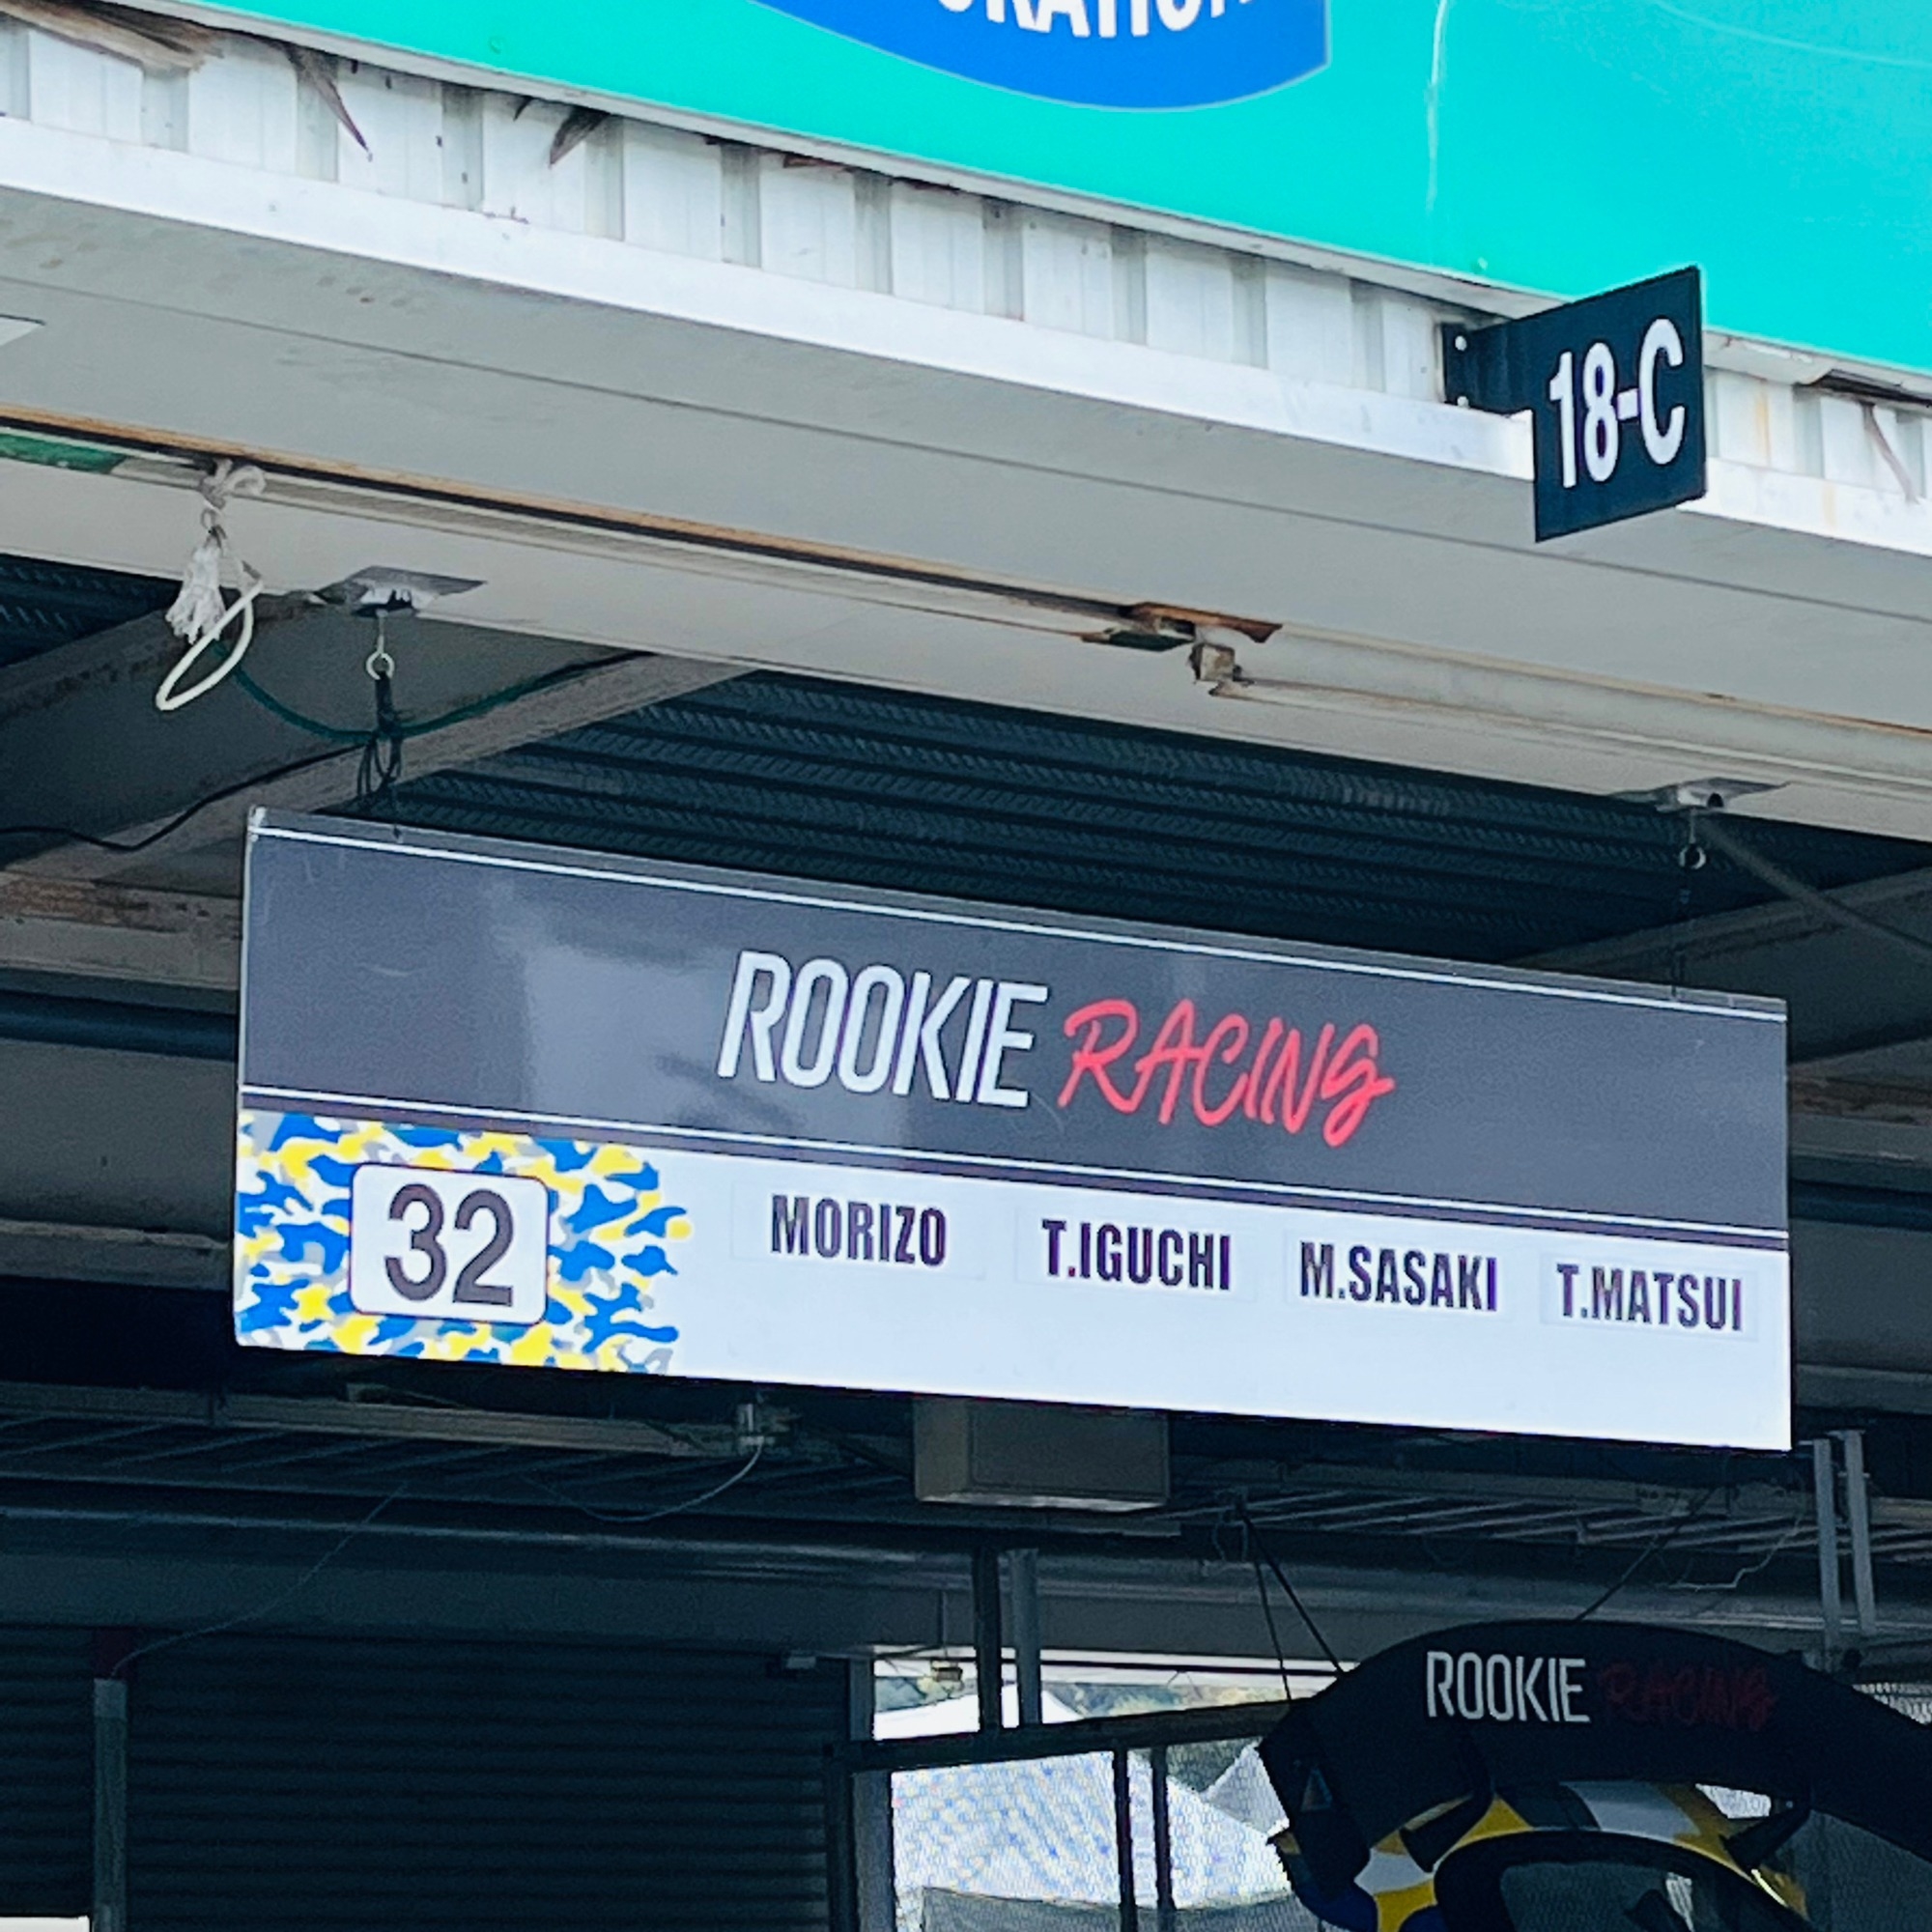 18-C
ROOKIE RACING
32 MORIZO T.IGUCHI M.SASAKI T.MATSUI
ROOKIE RACING